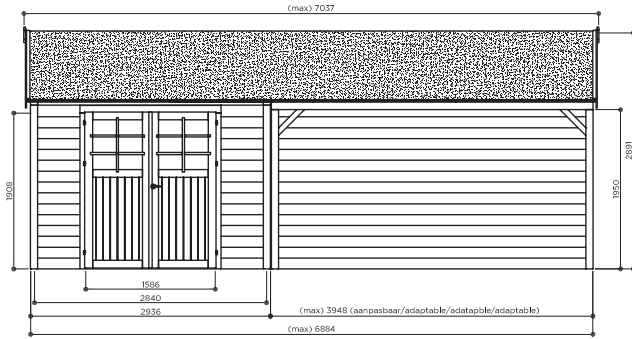 (max) 7037
1908
2891
1950
1586
2840
2936
(max) 3948 (aanpasbaar/adaptable/adatapble/adaptable)
(max) 6884